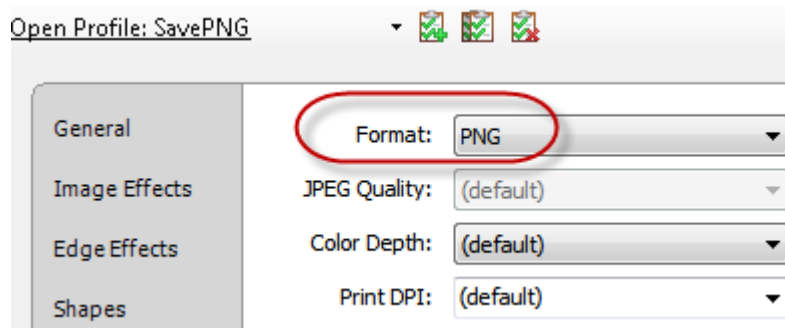 Open Profile: SavePNG
General
Format: PNG
Image Effects
JPEG Quality: (default)
Edge Effects
Color Depth: (default)
Shapes
Print DPI: (default)